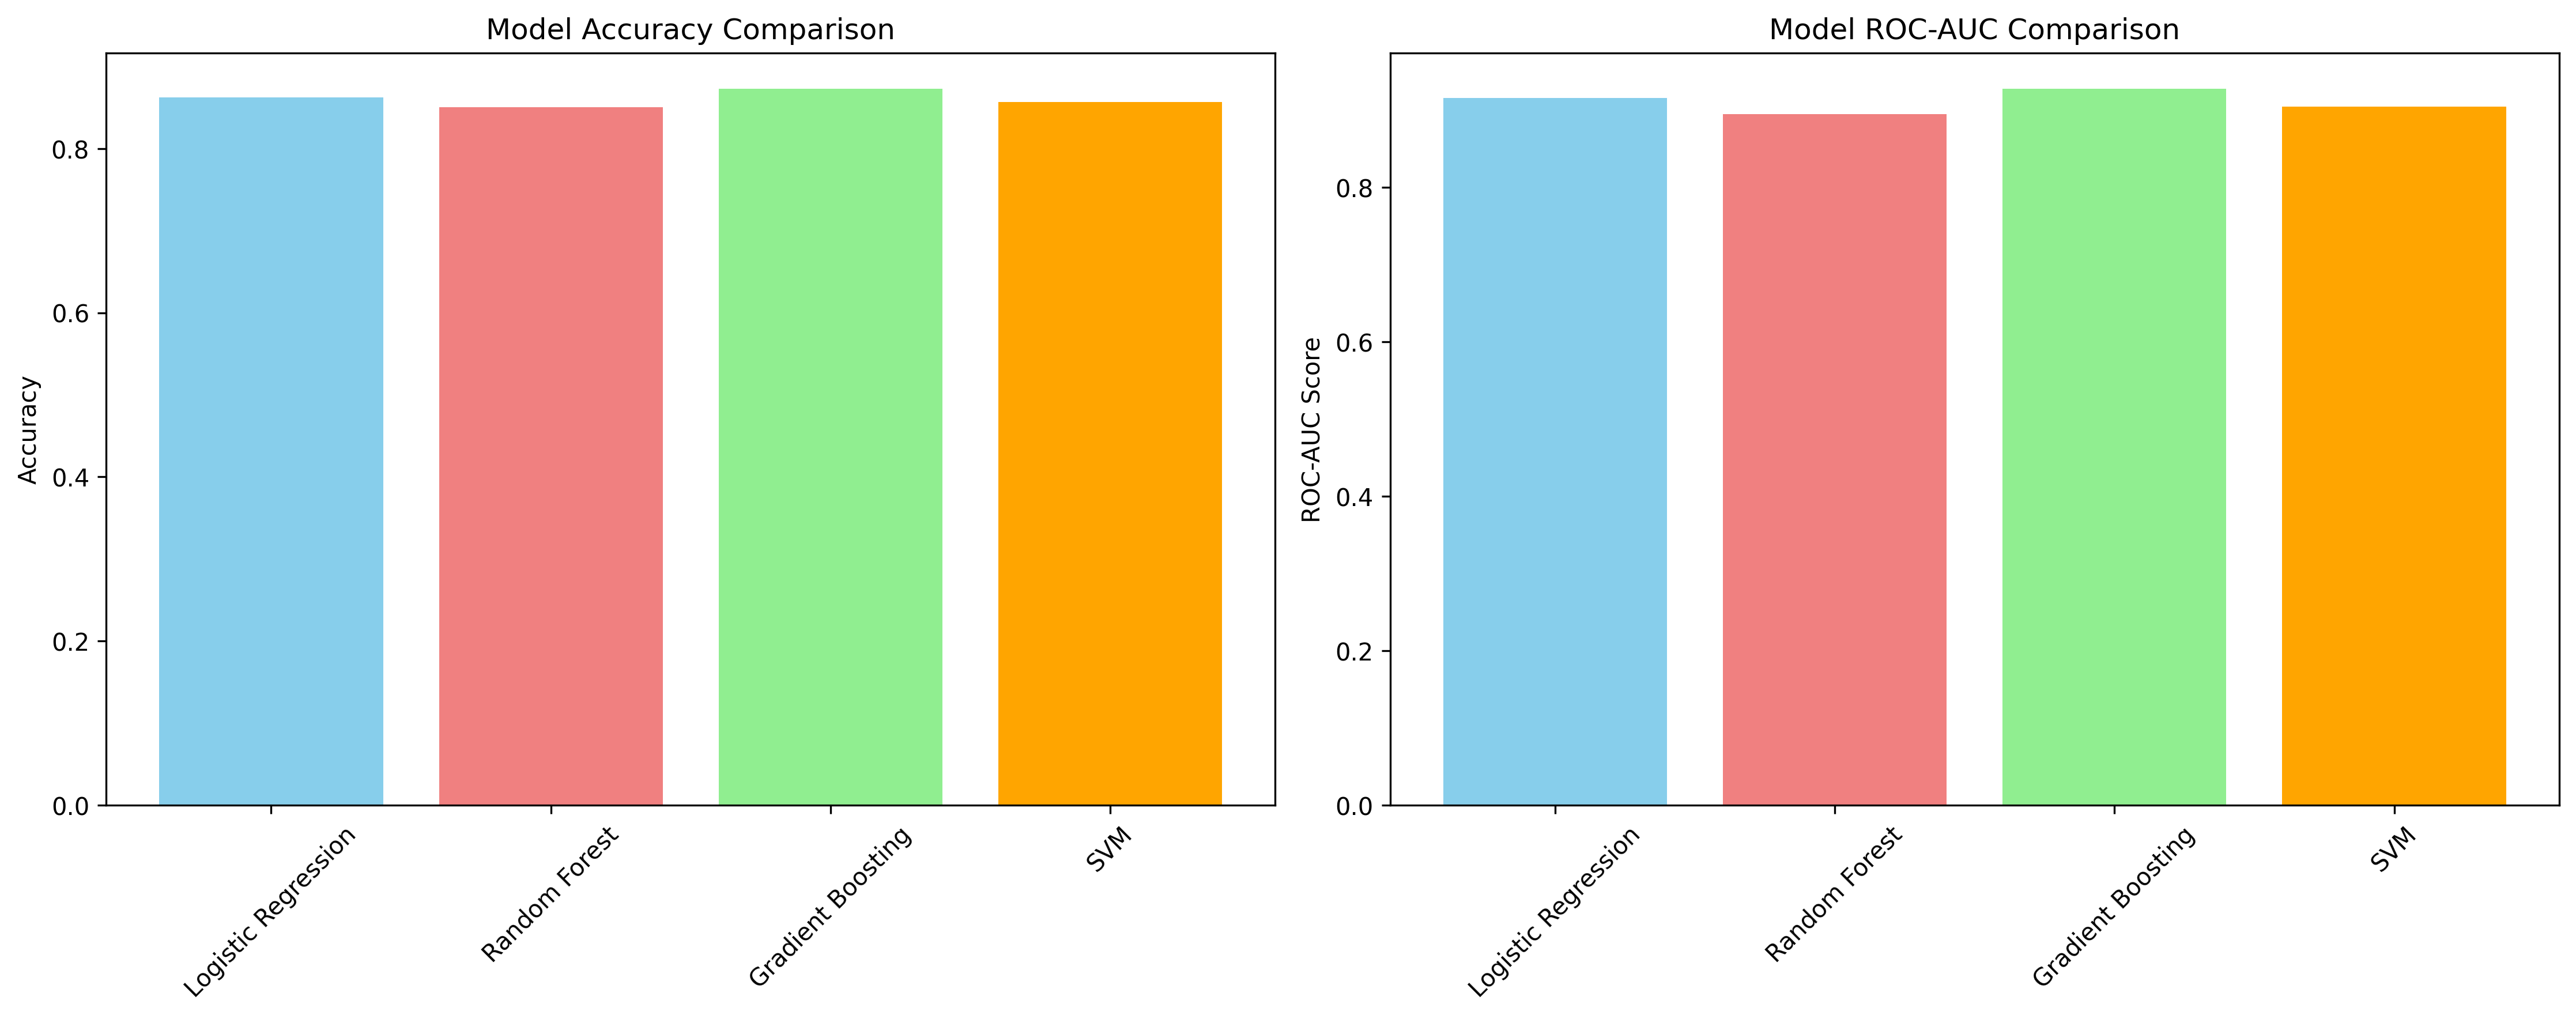 Model Accuracy Comparison
Accuracy
0.8
0.6
0.4
0.2
0.0
Logistic Regression
Random Forest
Gradient Boosting
SVM
Model ROC-AUC Comparison
ROC-AUC Score
0.8
0.6
0.4
0.2
0.0
Logistic Regression
Random Forest
Gradient Boosting
SVM